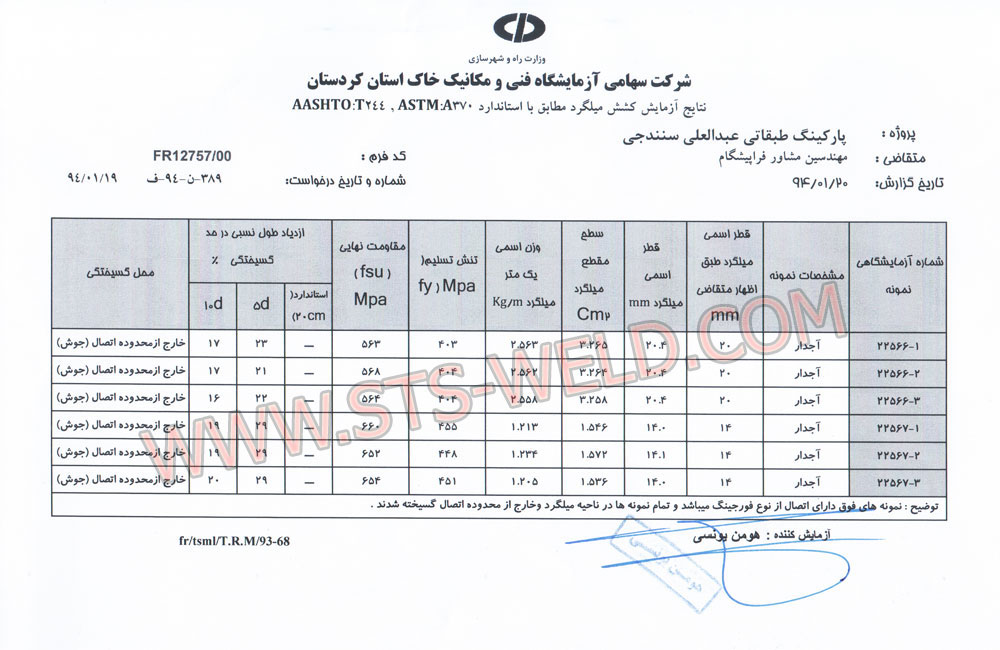 وزارت راه و شهرسازی
شرکت سهامی آزمایشگاه فنی و مکانیک خاک استان کردستان
نتایج آزمایش کشش میلگرد مطابق با استاندارد AASHTO:T۲٤٤ , ASTM:A۳۷۰
پروژه : پارکینگ طبقاتی عبدالعلی سنندجی
متقاضی : مهندسین مشاور فراپیشگام
کد فرم : FR12757/00
تاریخ گزارش: ۹۴/۰۱/۲۰
شماره و تاریخ درخواست: ۳۸۹-ن-۹٤-ف ۹٤/۰۱/۱۹
شماره آزمایشگاهی نمونه
مشخصات نمونه
قطر اسمی میلگرد طبق اظهار متقاضی mm
قطر اسمی میلگرد mm
سطح مقطع میلگرد Cm۲
وزن اسمی یک متر میلگرد Kg/m
تنش تسلیم( fy ) Mpa
مقاومت نهایی ( fsu ) Mpa
ازدیاد طول نسبی در حد گسیختگی ٪
استاندارد( ۲۰cm)
۵d
۱۰d
محل گسیختگی
۲۲۵۶۶-۱ آجدار ۲۰ ۲۰.۴ ۳.۲۶۵ ۲.۵۶۳ ۴۰۳ ۵۶۳ — ۲۳ ۱۷ خارج ازمحدوده اتصال (جوش)
۲۲۵۶۶-۲ آجدار ۲۰ ۲۰.۴ ۳.۲۶۴ ۲.۵۶۲ ۴۰۴ ۵۶۸ — ۲۱ ۱۷ خارج ازمحدوده اتصال (جوش)
۲۲۵۶۶-۳ آجدار ۲۰ ۲۰.۴ ۳.۲۵۸ ۲.۵۵۸ ۴۰۴ ۵۶۴ — ۲۲ ۱۶ خارج ازمحدوده اتصال (جوش)
۲۲۵۶۷-۱ آجدار ۱۴ ۱۴.۰ ۱.۵۴۶ ۱.۲۱۳ ۴۵۵ ۶۶۰ — ۲۹ ۱۹ خارج ازمحدوده اتصال (جوش)
۲۲۵۶۷-۲ آجدار ۱۴ ۱۴.۱ ۱.۵۷۲ ۱.۲۳۴ ۴۴۸ ۶۵۲ — ۲۹ ۱۹ خارج ازمحدوده اتصال (جوش)
۲۲۵۶۷-۳ آجدار ۱۴ ۱۴.۰ ۱.۵۳۶ ۱.۲۰۵ ۴۵۱ ۶۵۴ — ۲۹ ۲۰ خارج ازمحدوده اتصال (جوش)
توضیح : نمونه های فوق دارای اتصال از نوع فورجینگ میباشد و تمام نمونه ها در ناحیه میلگرد وخارج از محدوده اتصال گسیخته شدند .
آزمایش کننده : هومن یونسی
هومن یونسی
fr/tsml/T.R.M/93-68
WWW.STS-WELD.COM